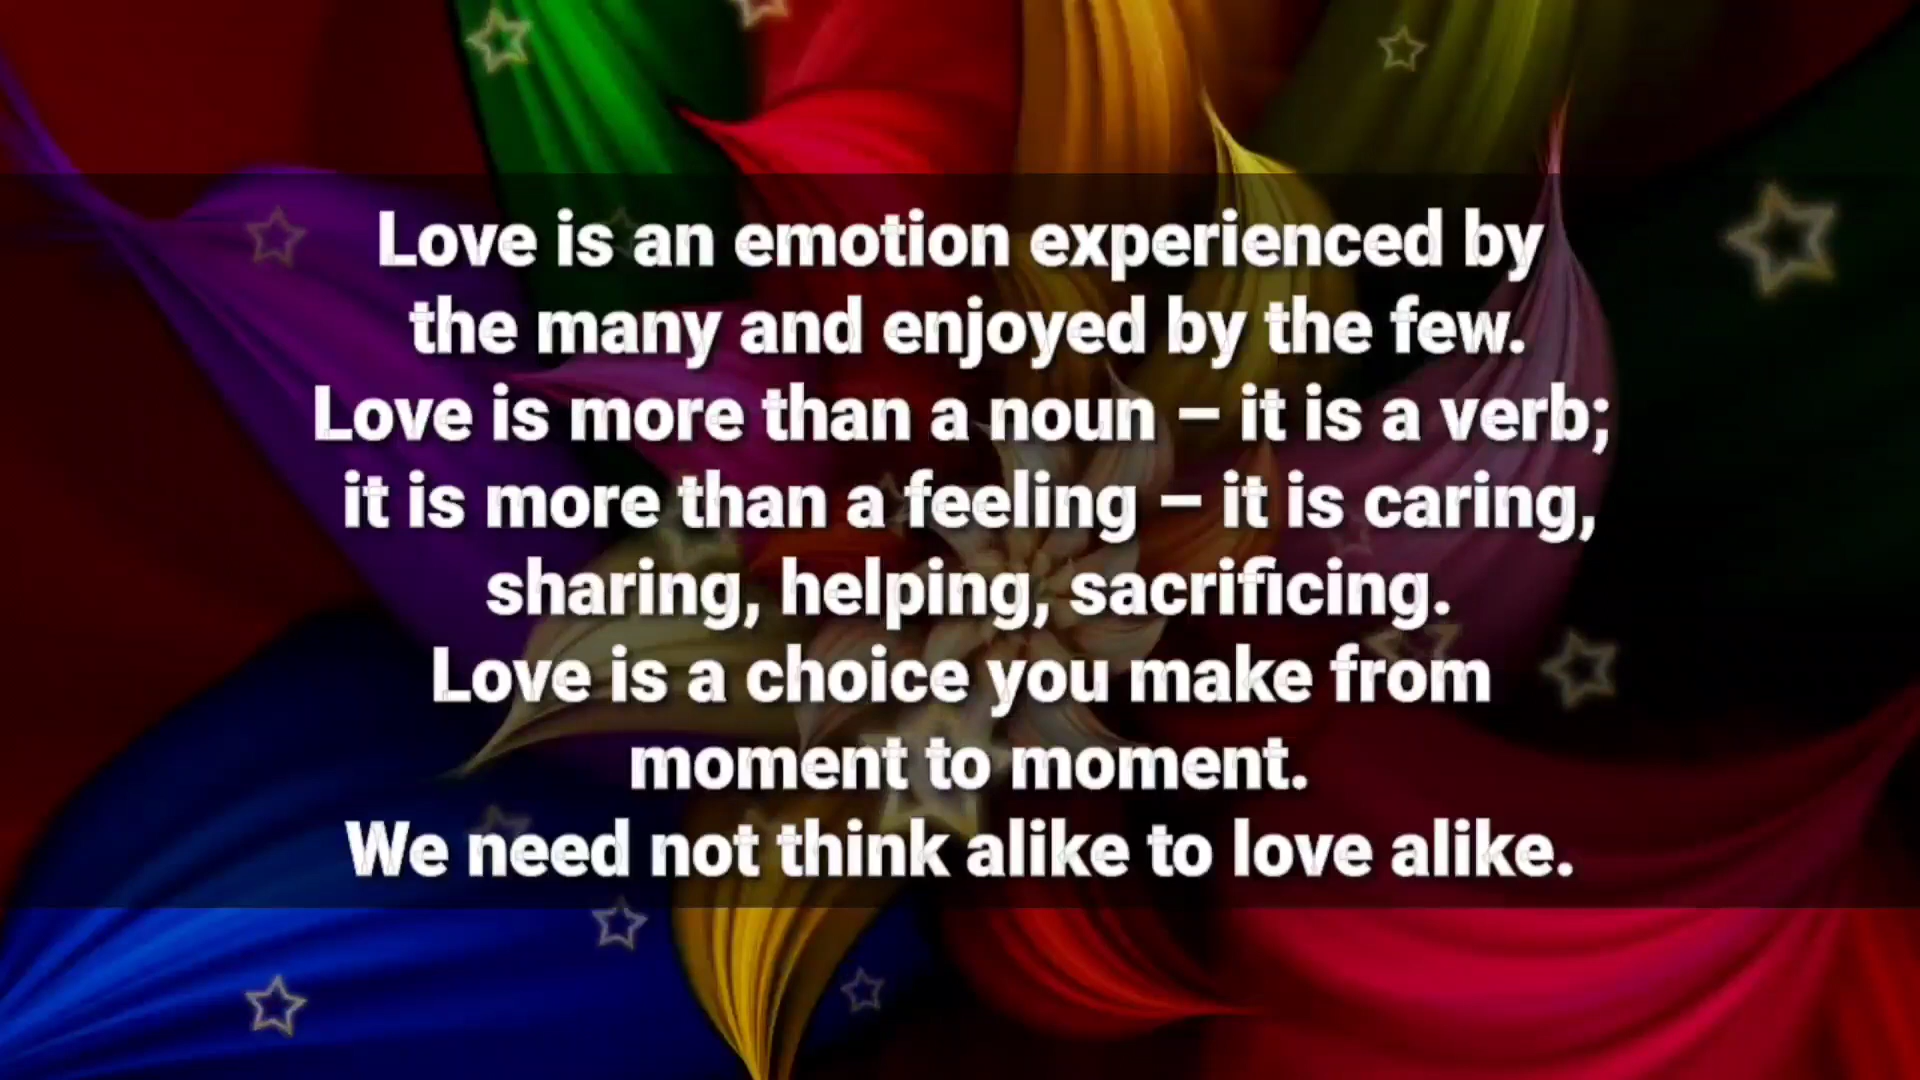 Love is an emotion experienced by
the many and enjoyed by the few.
Love is more than a noun – it is a verb;
it is more than a feeling – it is caring,
sharing, helping, sacrificing.
Love is a choice you make from
moment to moment.
We need not think alike to love alike.